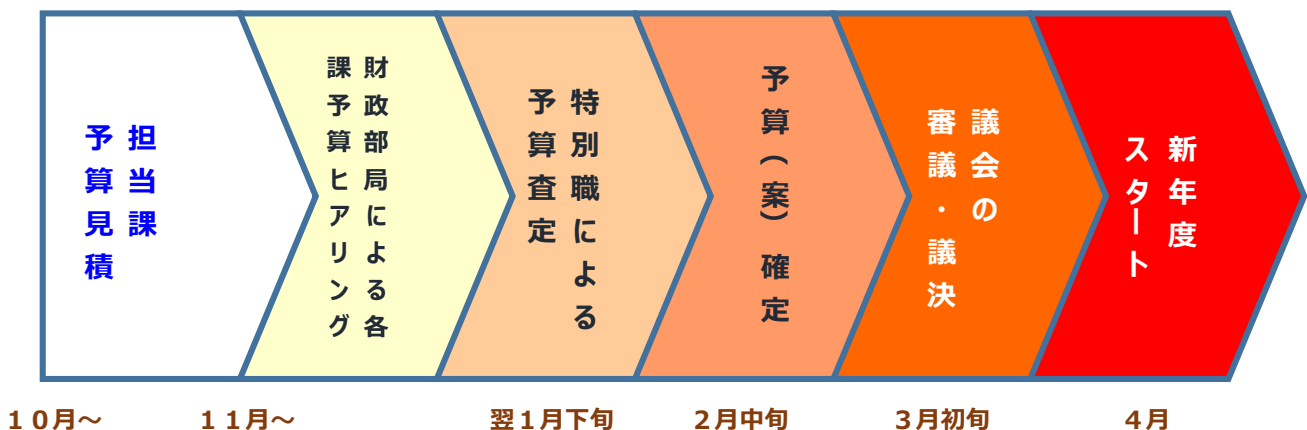 担当課
予算見積
財政部局による各
課予算ヒアリング
特別職による
予算査定
予算(案)確定
議会の
審議・議決
新年度
スタート
10月～
11月～
翌1月下旬
2月中旬
3月初旬
4月